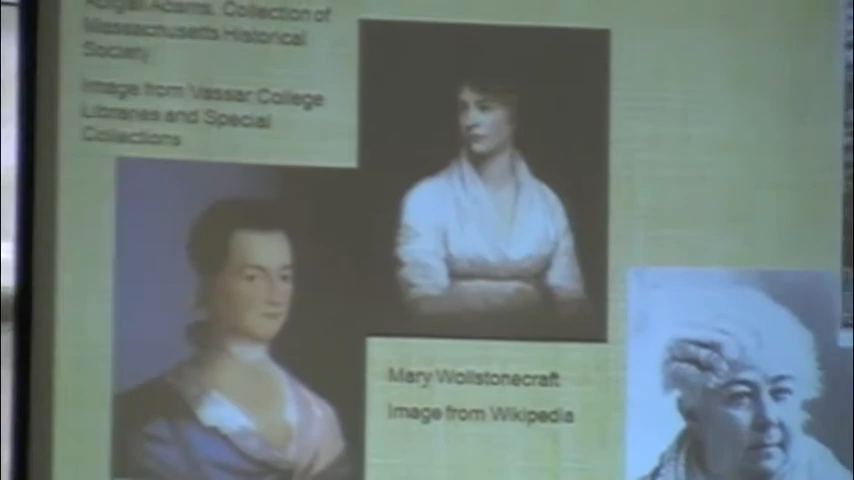 Abigail Adams, Collection of
Massachusetts Historical
Society
Image from Vassar College
Libraries and Special
Collections
Mary Wollstonecraft
Image from Wikipedia